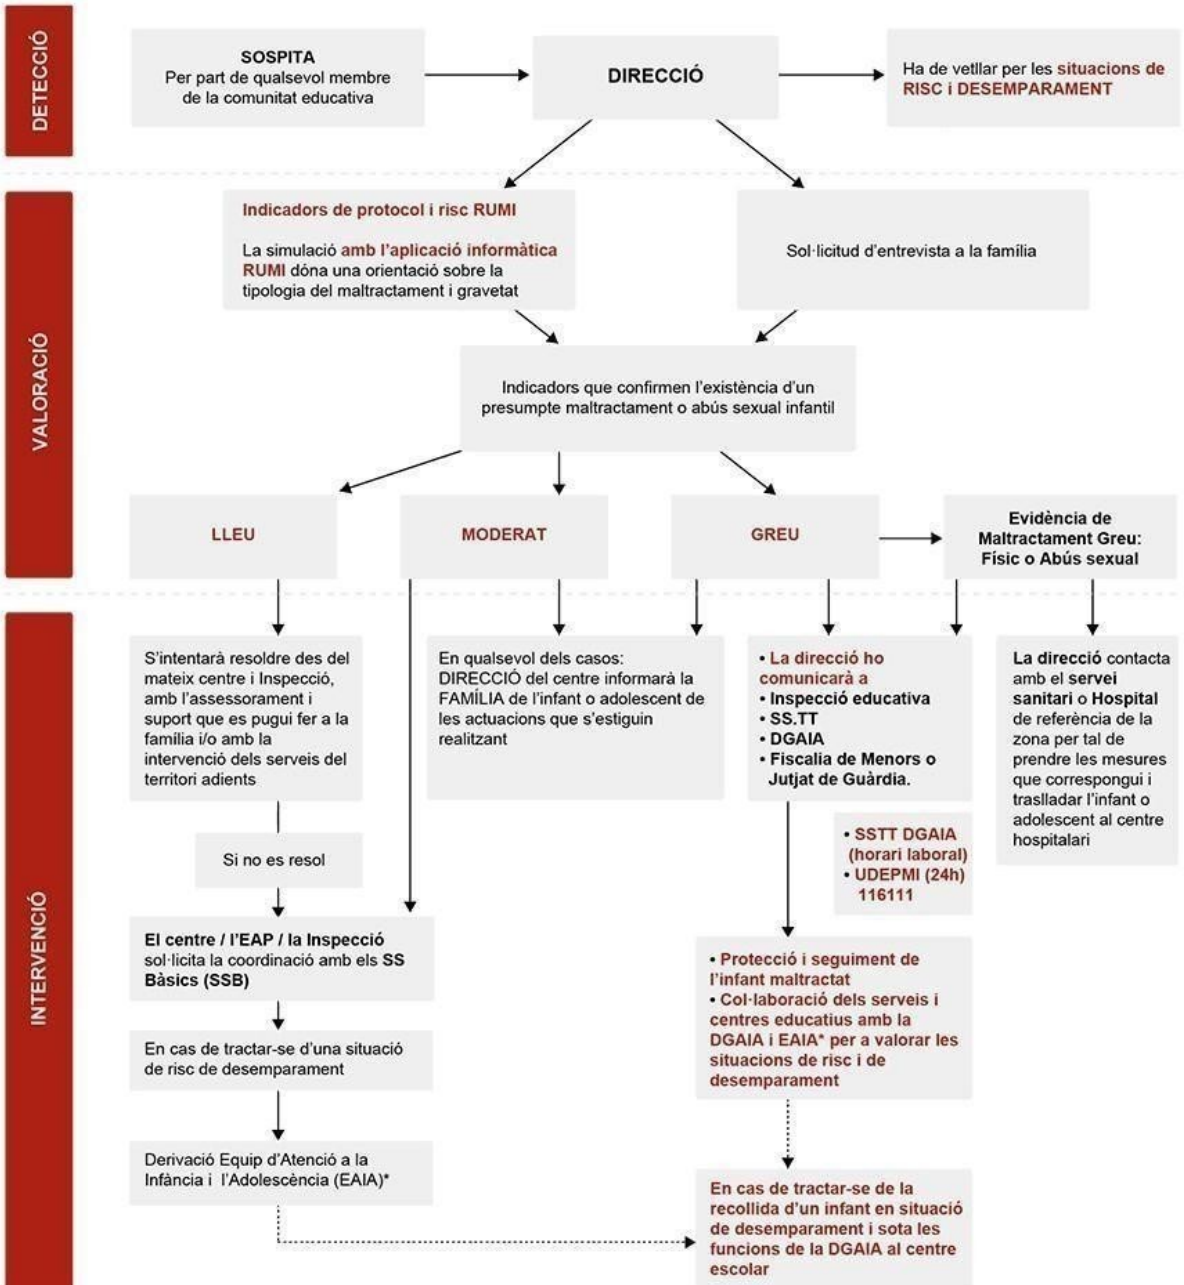 DETECCIÓ
SOSPITA
Per part de qualsevol membre
de la comunitat educativa
DIRECCIÓ
Ha de vetllar per les situacions de
RISC i DESEMPARAMENT
VALORACIÓ
Indicadors de protocol i risc RUMI
La simulació amb l'aplicació informàtica
RUMI dóna una orientació sobre la
tipologia del maltractament i gravetat
Sol·licitud d'entrevista a la família
Indicadors que confirmen l'existència d'un
presumpte maltractament o abús sexual infantil
LLEU
MODERAT
GREU
Evidència de
Maltractament Greu:
Físic o Abús sexual
INTERVENCIÓ
S'intentarà resoldre des del
mateix centre i Inspecció,
amb l'assessorament i
suport que es pugui fer a la
família i/o amb la
intervenció dels serveis del
territori adients
En qualsevol dels casos:
DIRECCIÓ del centre informarà la
FAMÍLIA de l'infant o adolescent de
les actuacions que s'estiguin
realitzant
• La direcció ho
comunicarà a
• Inspecció educativa
• SS.TT
• DGAIA
• Fiscalia de Menors o
Jutjat de Guàrdia.
La direcció contacta
amb el servei
sanitari o Hospital
de referència de la
zona per tal de
prendre les mesures
que correspongui i
traslladar l'infant o
adolescent al centre
hospitalari
Si no es resol
• SSTT DGAIA
(horari laboral)
• UDEPMI (24h)
116111
El centre / l'EAP / la Inspecció
sol·licita la coordinació amb els SS
Bàsics (SSB)
• Protecció i seguiment de
l'infant maltractat
• Col·laboració dels serveis i
centres educatius amb la
DGAIA i EAIA* per a valorar les
situacions de risc i de
desemparament
En cas de tractar-se d'una situació
de risc de desemparament
Derivació Equip d'Atenció a la
Infància i l'Adolescència (EAIA)*
En cas de tractar-se de la
recollida d'un infant en situació
de desemparament i sota les
funcions de la DGAIA al centre
escolar